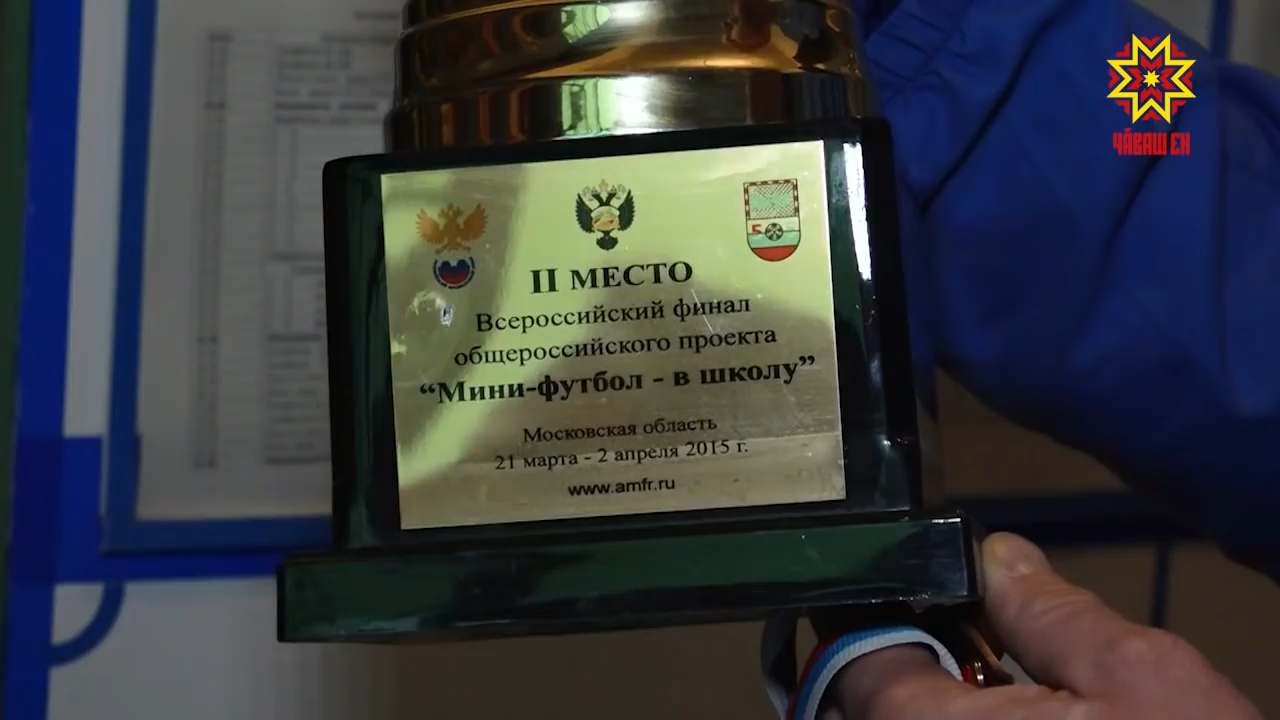 ЧӐВАШ ЕН
II МЕСТО
Всероссийский финал
общероссийского проекта
“Мини-футбол - в школу”
Московская область
21 марта - 2 апреля 2015 г.
www.amfr.ru